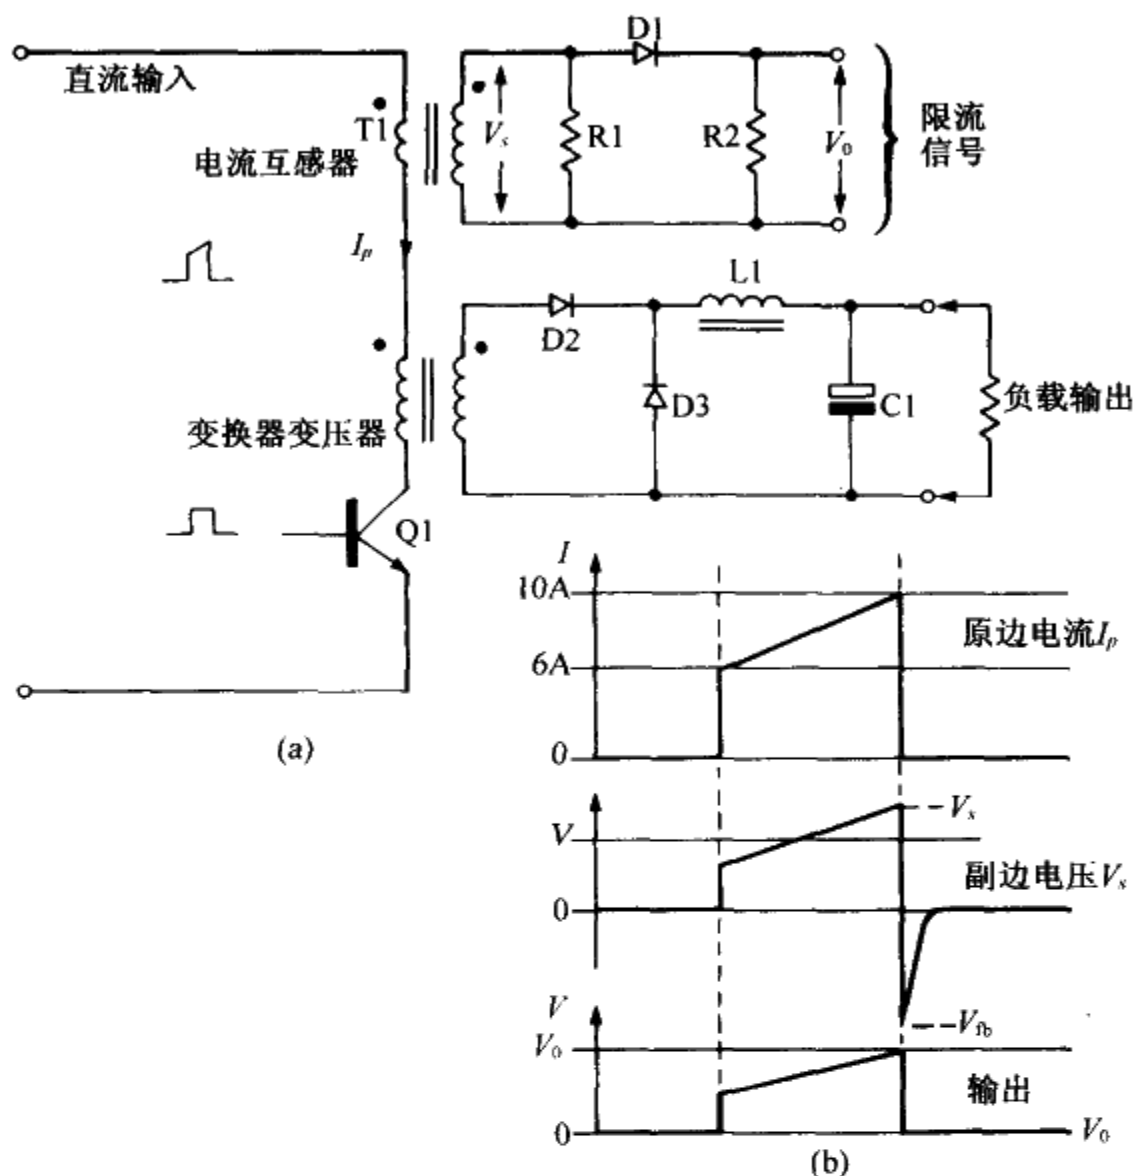 D1
直流输入
T1
V_s
R1
R2
V_0
限流
信号
电流互感器
I_p
L1
D2
D3
C1
负载输出
变换器变压器
Q1
(a)
I
10A
6A
0
原边电流I_p
V
0
V_s
副边电压V_s
V_fb
V
V_0
0
输出
V_0
(b)